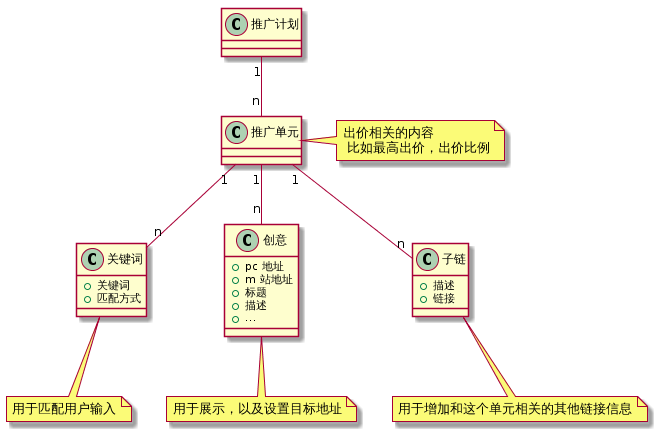 C 推广计划
1
n
C 推广单元
出价相关的内容
比如最高出价，出价比例
1
1
1
n
n
n
C 关键词
关键词
匹配方式
C 创意
pc 地址
m 站地址
标题
描述
...
C 子链
描述
链接
用于匹配用户输入
用于展示，以及设置目标地址
用于增加和这个单元相关的其他链接信息